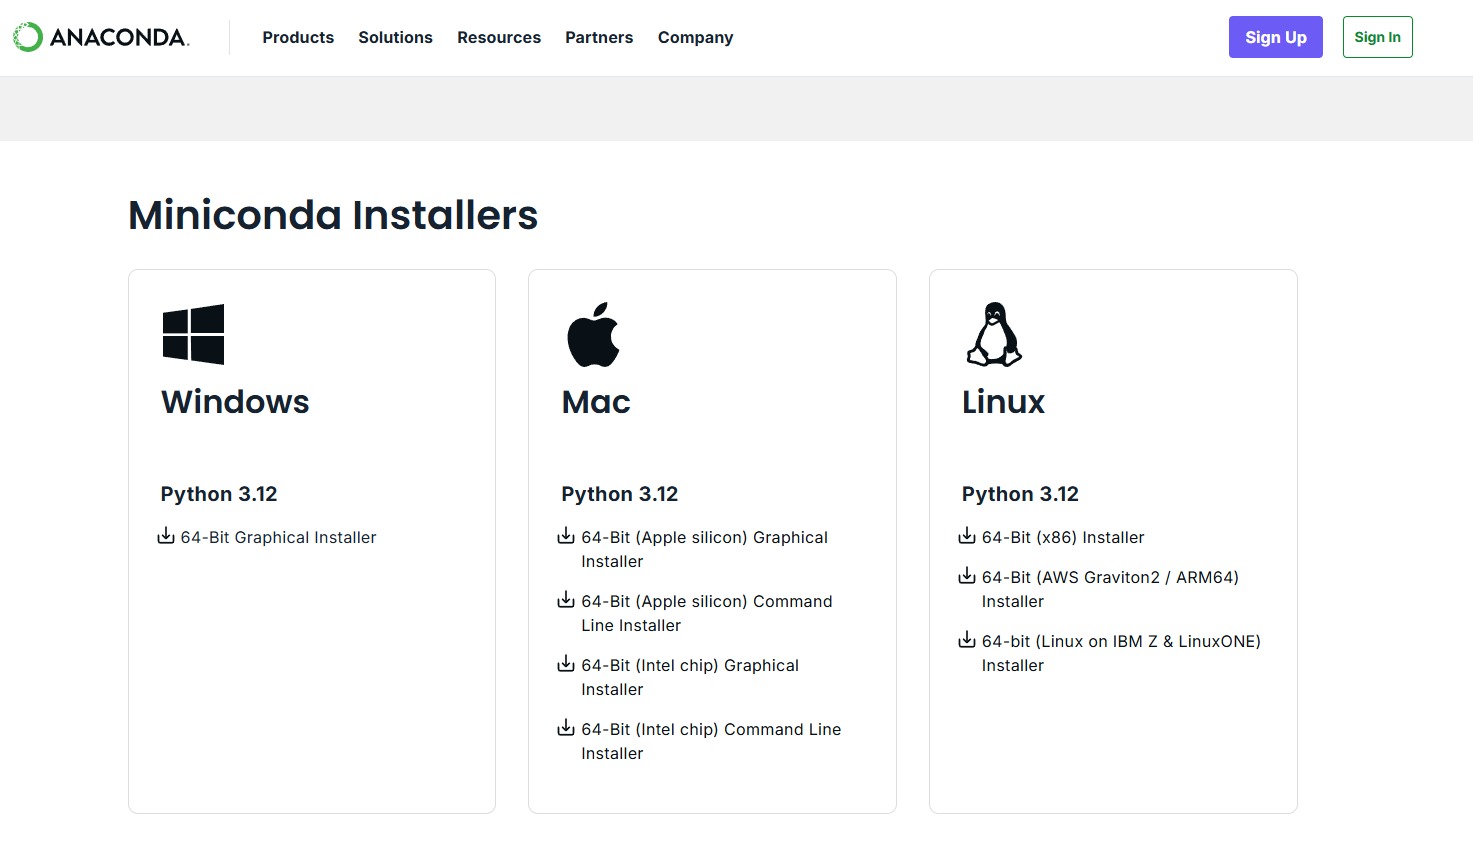 ANACONDA.
Products
Solutions
Resources
Partners
Company
Sign Up
Sign In
Miniconda Installers
Windows
Python 3.12
64-Bit Graphical Installer
Mac
Python 3.12
64-Bit (Apple silicon) Graphical
Installer
64-Bit (Apple silicon) Command
Line Installer
64-Bit (Intel chip) Graphical
Installer
64-Bit (Intel chip) Command Line
Installer
Linux
Python 3.12
64-Bit (x86) Installer
64-Bit (AWS Graviton2 / ARM64)
Installer
64-bit (Linux on IBM Z & LinuxONE)
Installer